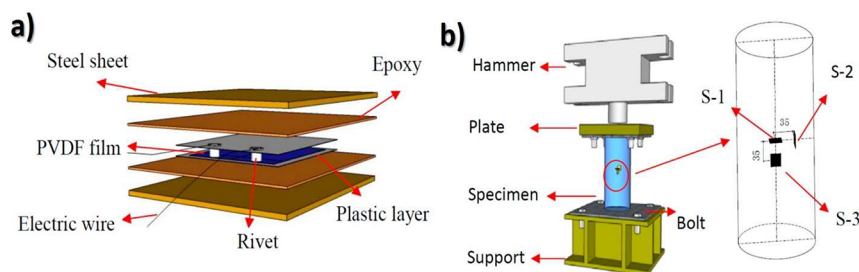 a)
Steel sheet
Epoxy
PVDF film
Electric wire
Rivet
Plastic layer
b)
Hammer
Plate
Specimen
Support
Bolt
S-1
S-2
35
35
S-3